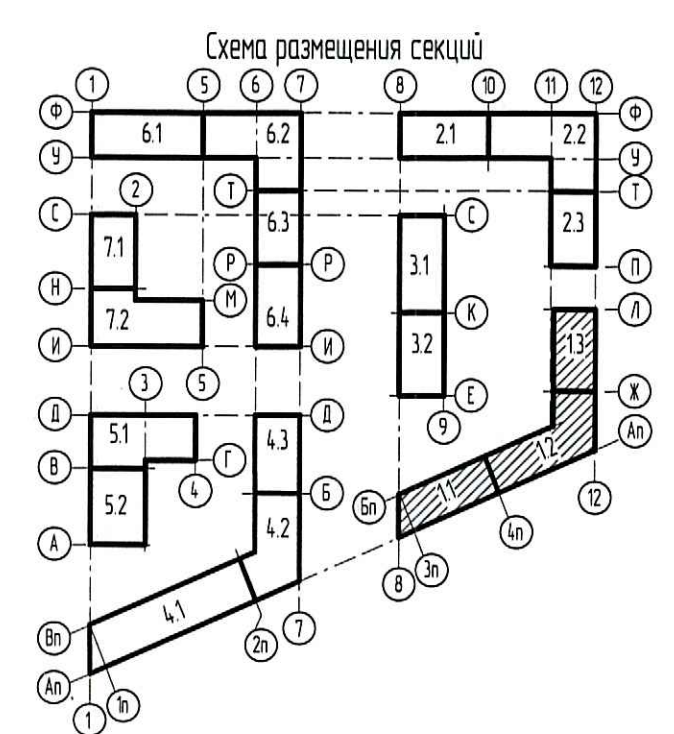 Схема размещения секций
1 5 6 7 8 10 11 12
Ф 6.1 6.2 2.1 2.2 Ф
У У
2 Т Т
С 7.1 6.3 С 2.3
Р Р 3.1 П
Н М К Л
7.2 6.4 3.2 1.3
И И
3 5 Е Ж
Д 5.1 4.3 Д 9 Ап
В Г 1.2
4 Б 1.1
5.2 4.2 Бп 12
А 4п
3п
4.1 8
Вп 2п 7
Ап 1п
1